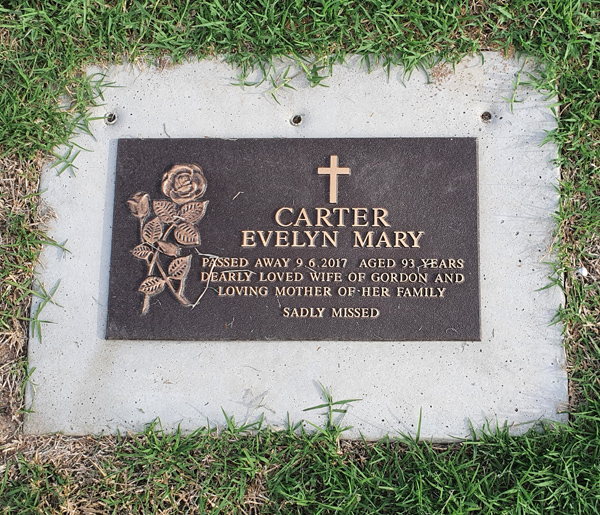 CARTER
EVELYN MARY
PASSED AWAY 9.6.2017 AGED 93 YEARS
DEARLY LOVED WIFE OF GORDON AND
LOVING MOTHER OF HER FAMILY
SADLY MISSED